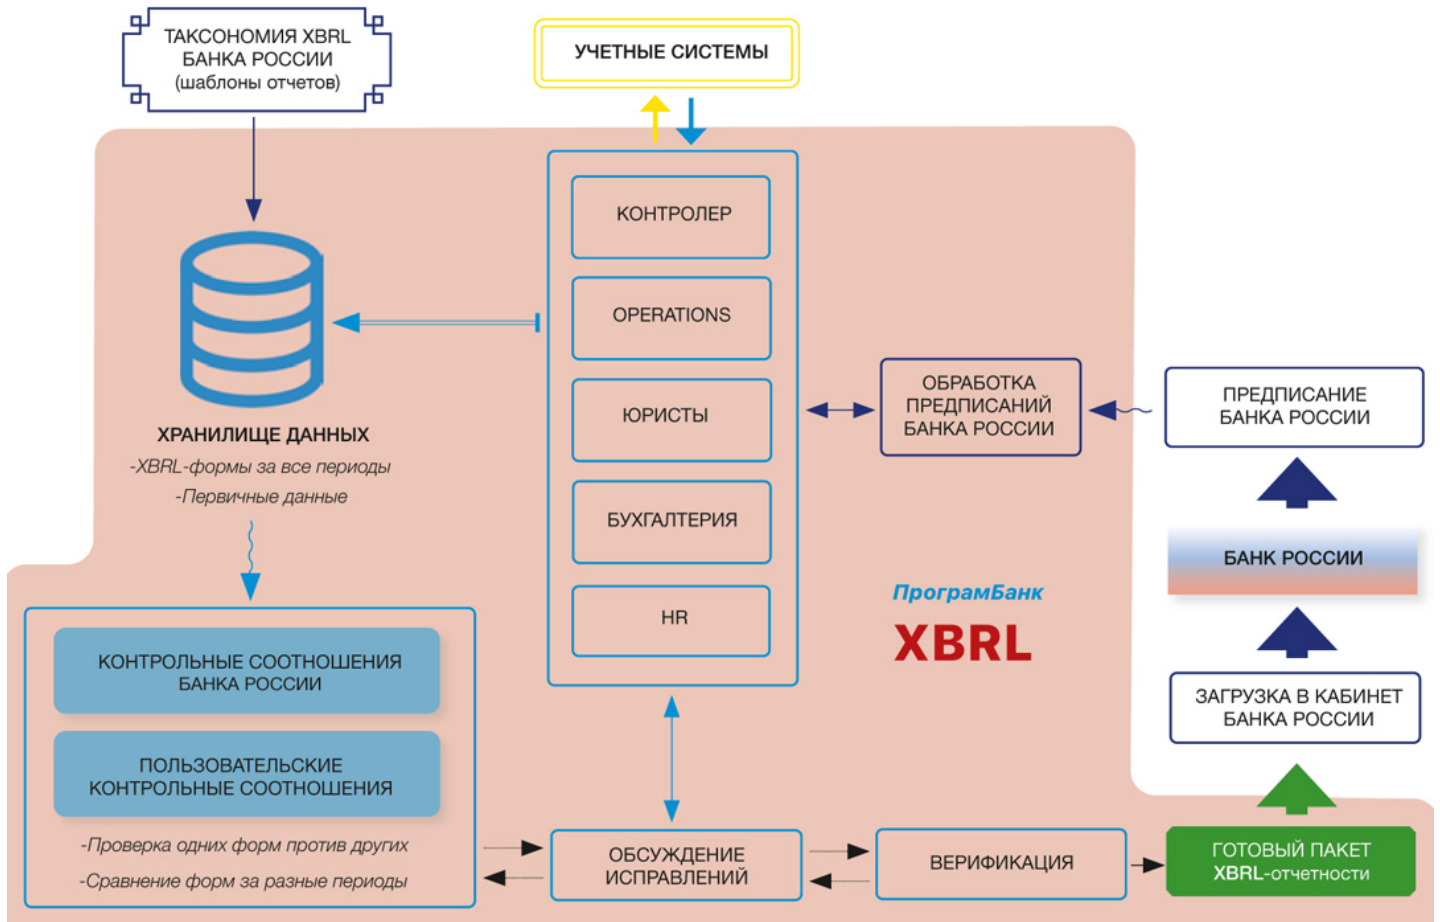 ТАКСОНОМИЯ XBRL
БАНКА РОССИИ
(шаблоны отчетов)
УЧЕТНЫЕ СИСТЕМЫ
КОНТРОЛЕР
OPERATIONS
ЮРИСТЫ
БУХГАЛТЕРИЯ
HR
ХРАНИЛИЩЕ ДАННЫХ
-XBRL-формы за все периоды
-Первичные данные
ОБРАБОТКА
ПРЕДПИСАНИЙ
БАНКА РОССИИ
ПРЕДПИСАНИЕ
БАНКА РОССИИ
БАНК РОССИИ
ПрограмБанк
XBRL
ЗАГРУЗКА В КАБИНЕТ
БАНКА РОССИИ
КОНТРОЛЬНЫЕ СООТНОШЕНИЯ
БАНКА РОССИИ
ПОЛЬЗОВАТЕЛЬСКИЕ
КОНТРОЛЬНЫЕ СООТНОШЕНИЯ
-Проверка одних форм против других
-Сравнение форм за разные периоды
ОБСУЖДЕНИЕ
ИСПРАВЛЕНИЙ
ВЕРИФИКАЦИЯ
ГОТОВЫЙ ПАКЕТ
XBRL-отчетности